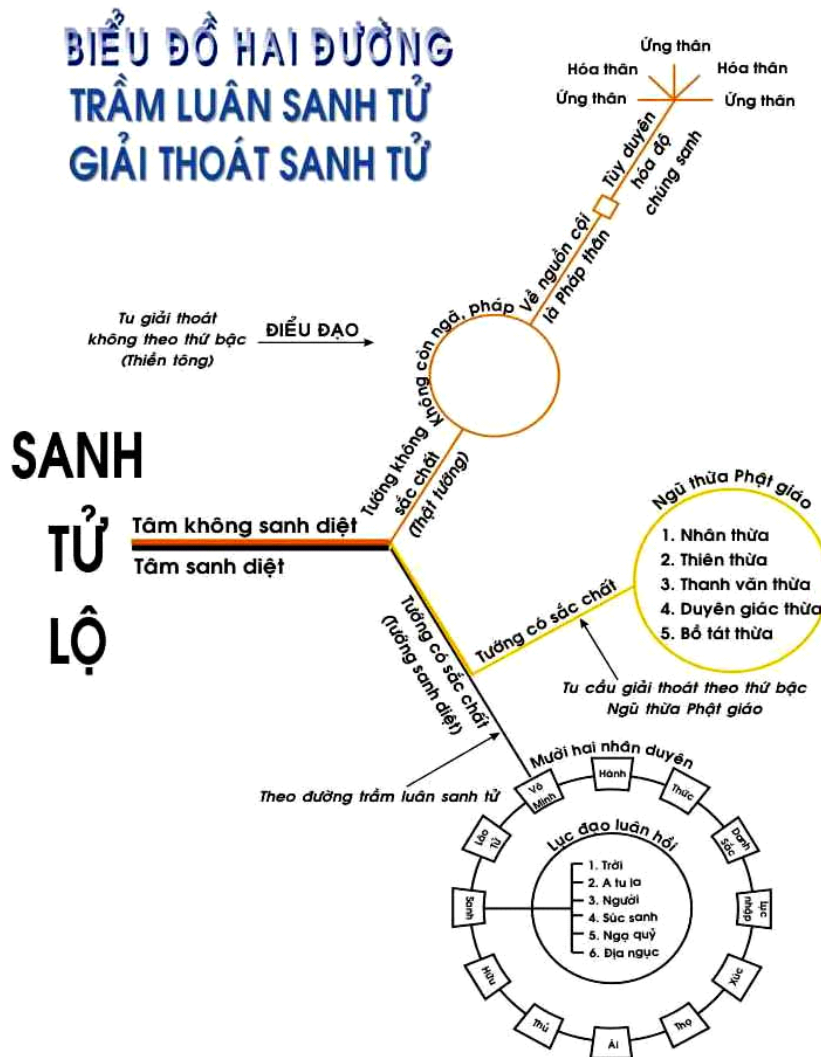 BIỂU ĐỒ HAI ĐƯỜNG
TRẦM LUÂN SANH TỬ
GIẢI THOÁT SANH TỬ
Ứng thân
Hóa thân
Hóa thân
Ứng thân
Ứng thân
Tùy duyên
hóa độ
chúng sanh
Về nguồn cội
là Pháp thân
Không còn ngã, pháp
Tu giải thoát
không theo thứ bậc
(Thiền tông)
ĐIỂU ĐẠO
Tướng không
sắc chất
(Thật tướng)
SANH
TỬ
LỘ
Tâm không sanh diệt
Tâm sanh diệt
Ngũ thừa Phật giáo
1. Nhân thừa
2. Thiên thừa
3. Thanh văn thừa
4. Duyên giác thừa
5. Bồ tát thừa
Tướng có sắc chất
Tướng có sắc chất
(Tướng sanh diệt)
Tu cầu giải thoát theo thứ bậc
Ngũ thừa Phật giáo
Theo đường trầm luân sanh tử
Mười hai nhân duyên
Vô
Minh
Hành
Thức
Danh
Sắc
Lục
nhập
Xúc
Thọ
Ái
Thủ
Hữu
Sanh
Lão
Tử
Lục đạo luân hồi
1. Trời
2. A tu la
3. Người
4. Súc sanh
5. Ngạ quỷ
6. Địa ngục